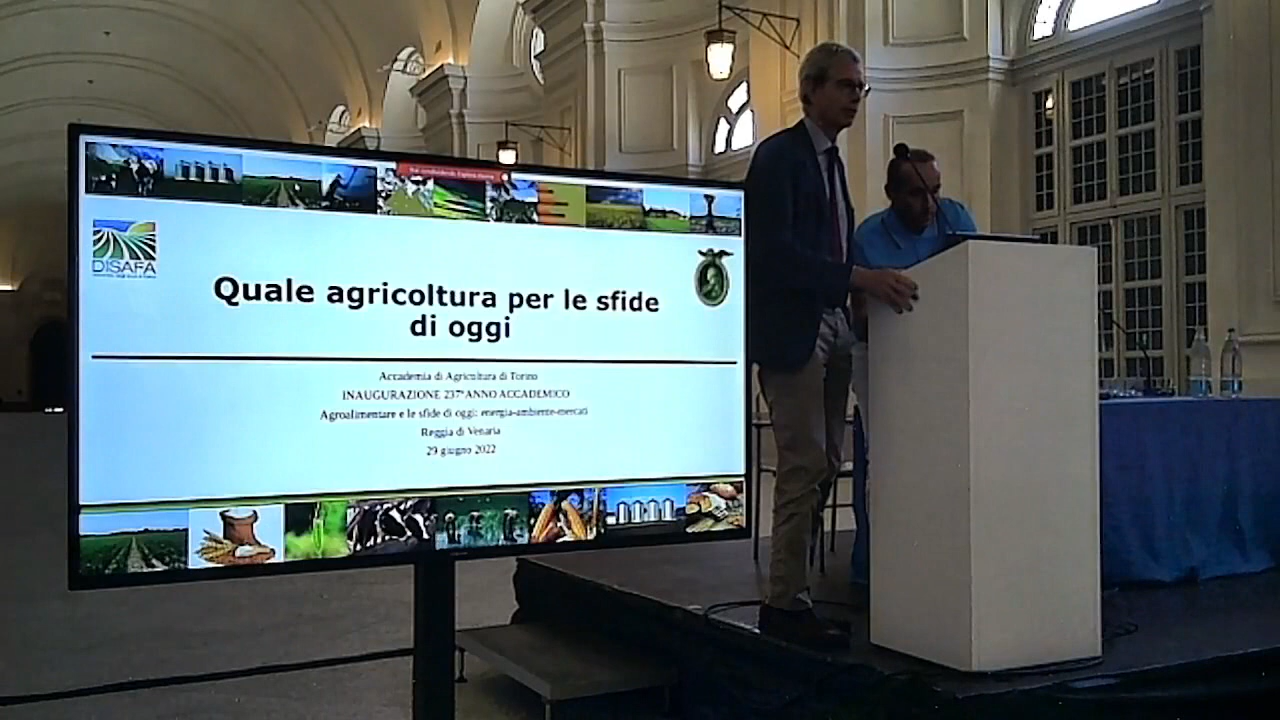 DISAFA
Quale agricoltura per le sfide
di oggi
Accademia di Agricoltura di Torino
INAUGURAZIONE 237°ANNO ACCADEMICO
Agroalimentare e le sfide di oggi: energia-ambiente-mercati
Reggia di Venaria
29 giugno 2022